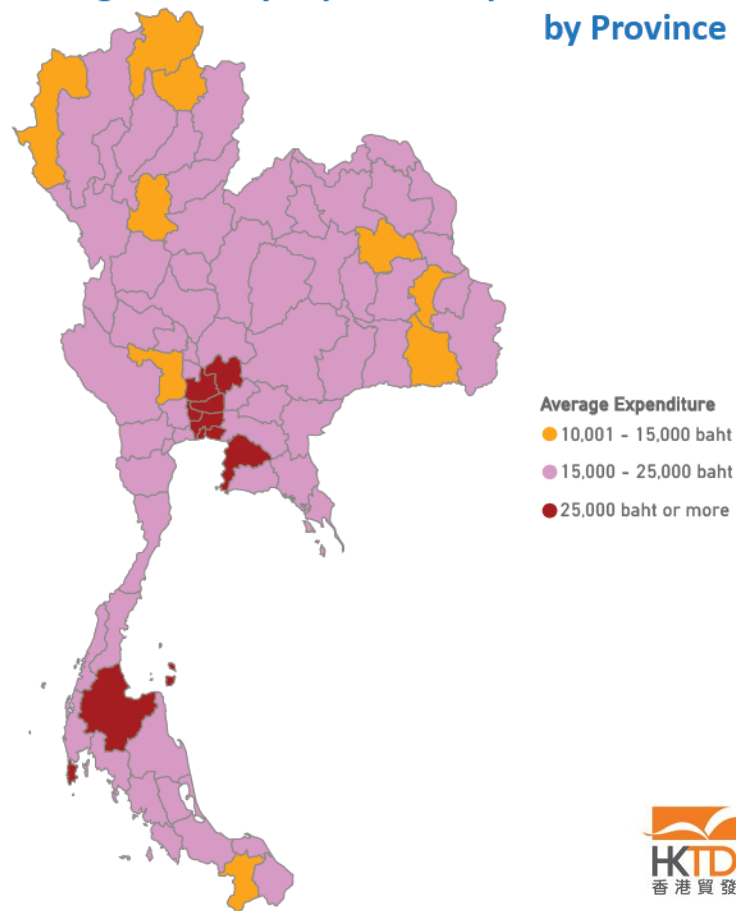 by Province
Average Expenditure
10,001 - 15,000 baht
15,000 - 25,000 baht
25,000 baht or more
HKTD
香港貿發